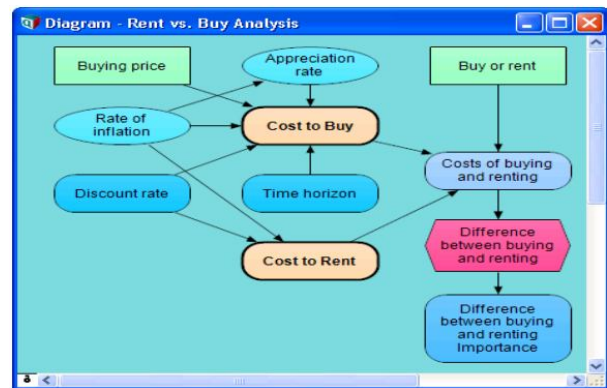 Diagram - Rent vs. Buy Analysis
Buying price
Appreciation
rate
Buy or rent
Rate of
inflation
Cost to Buy
Costs of buying
and renting
Discount rate
Time horizon
Cost to Rent
Difference
between buying
and renting
Difference
between buying
and renting
Importance